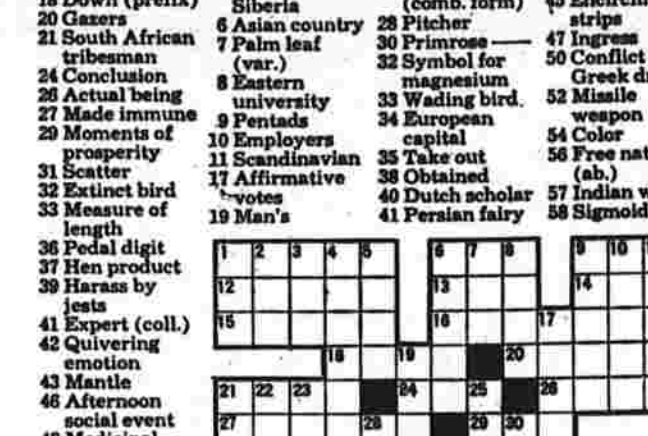 18 Down (prefix)
20 Gazers
21 South African
tribesman
24 Conclusion
26 Actual being
27 Made immune
29 Moments of
prosperity
31 Scatter
32 Extinct bird
33 Measure of
length
36 Pedal digit
37 Hen product
39 Harass by
jests
41 Expert (coll.)
42 Quivering
emotion
43 Mantle
46 Afternoon
social event
Siberia
6 Asian country
7 Palm leaf
(var.)
8 Eastern
university
9 Pentads
10 Employers
11 Scandinavian
17 Affirmative
votes
19 Man's
(comb. form)
28 Pitcher
30 Primrose —
32 Symbol for
magnesium
33 Wading bird.
34 European
capital
35 Take out
38 Obtained
40 Dutch scholar
41 Persian fairy
strips
47 Ingress
50 Conflict
Greek
52 Missile
weapon
54 Color
56 Free
(ab.)
57 Indian
58 Sigmoid
1 2 3 4 5 6 7 8 9 10
12 13 14
15 16 17
18 19 20
21 22 23 24 25 26
27 28 29 30